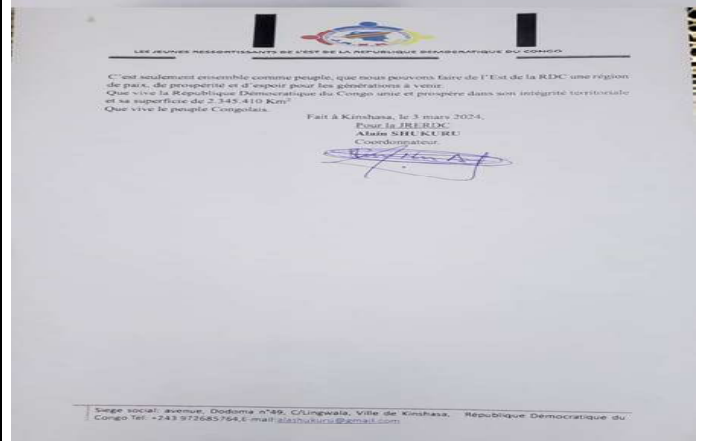 LES JEUNES RESSORTISSANTS DE L'EST DE LA REPUBLIQUE DEMOCRATIQUE DU CONGO
C'est seulement ensemble comme peuple, que nous pouvons faire de l'Est de la RDC une région
de paix, de prospérité et d'espoir pour les générations à venir.
Que vive la République Démocratique du Congo unie et prospère dans son intégrité territoriale
et sa superficie de 2.345.410 Km²
Que vive le peuple Congolais.
Fait à Kinshasa, le 3 mars 2024,
Pour la JRERDC
Alain SHUKURU
Coordonnateur.
Siege social: avenue, Dodoma n°49, C/Lingwala, Ville de Kinshasa, République Démocratique du
Congo Tél. +243 972685764,E-mail:alashukuru@gmail.com